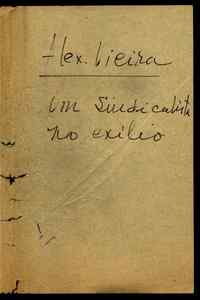 Alex. Vieira
Um Sindicalista
no exílio